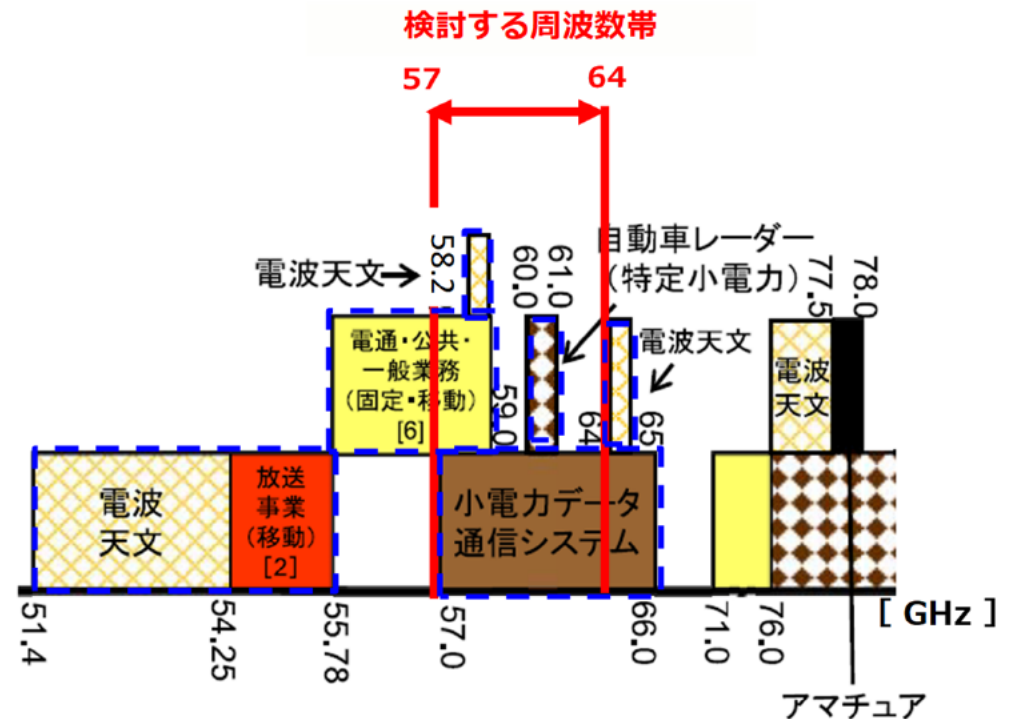 検討する周波数帯
57
64
58.2
60.0
61.0
自動車レーダー
(特定小電力)
電波天文
77.5
78.0
電通・公共・
一般業務
(固定・移動)
[6]
59.0
64
65
電波天文
電波
天文
電波
天文
放送
事業
(移動)
[2]
小電力データ
通信システム
[ GHz ]
51.4
54.25
55.78
57.0
66.0
71.0
76.0
アマチュア